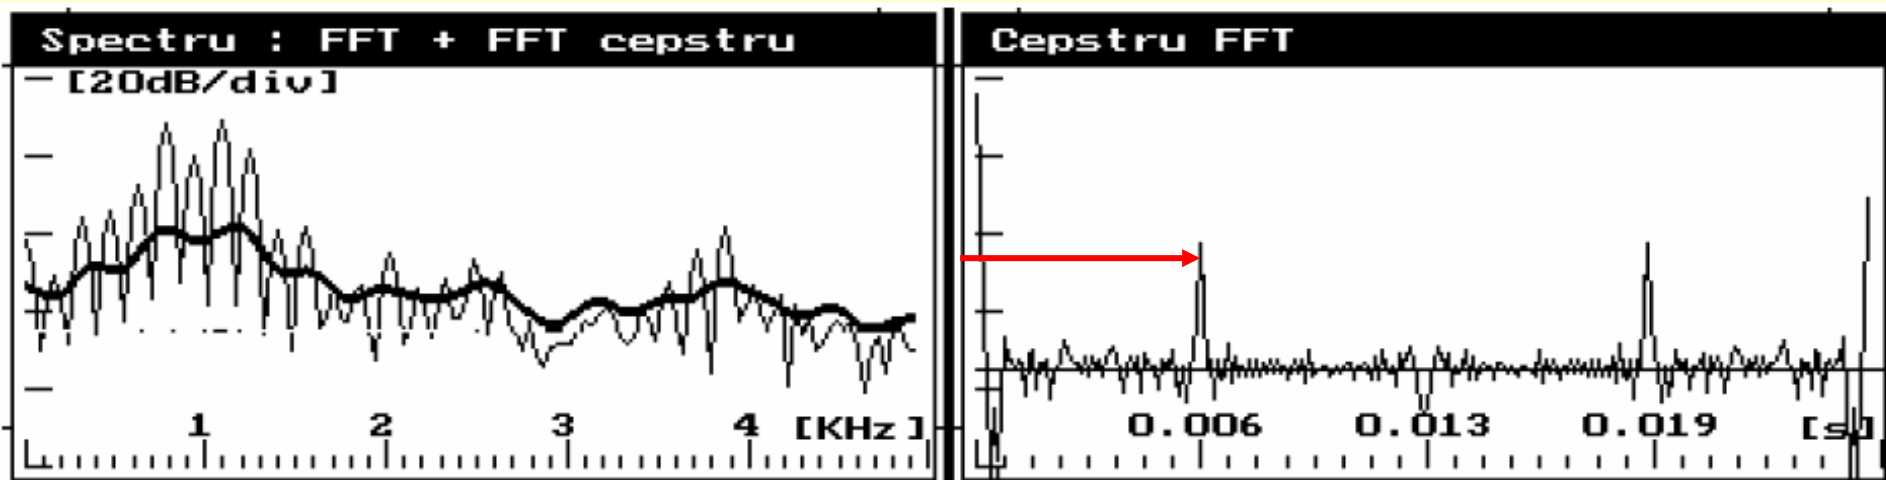 Spectru : FFT + FFT cepstru
[20dB/div]
1 2 3 4 [KHz]
Cepstru FFT
0.006 0.013 0.019 [s]